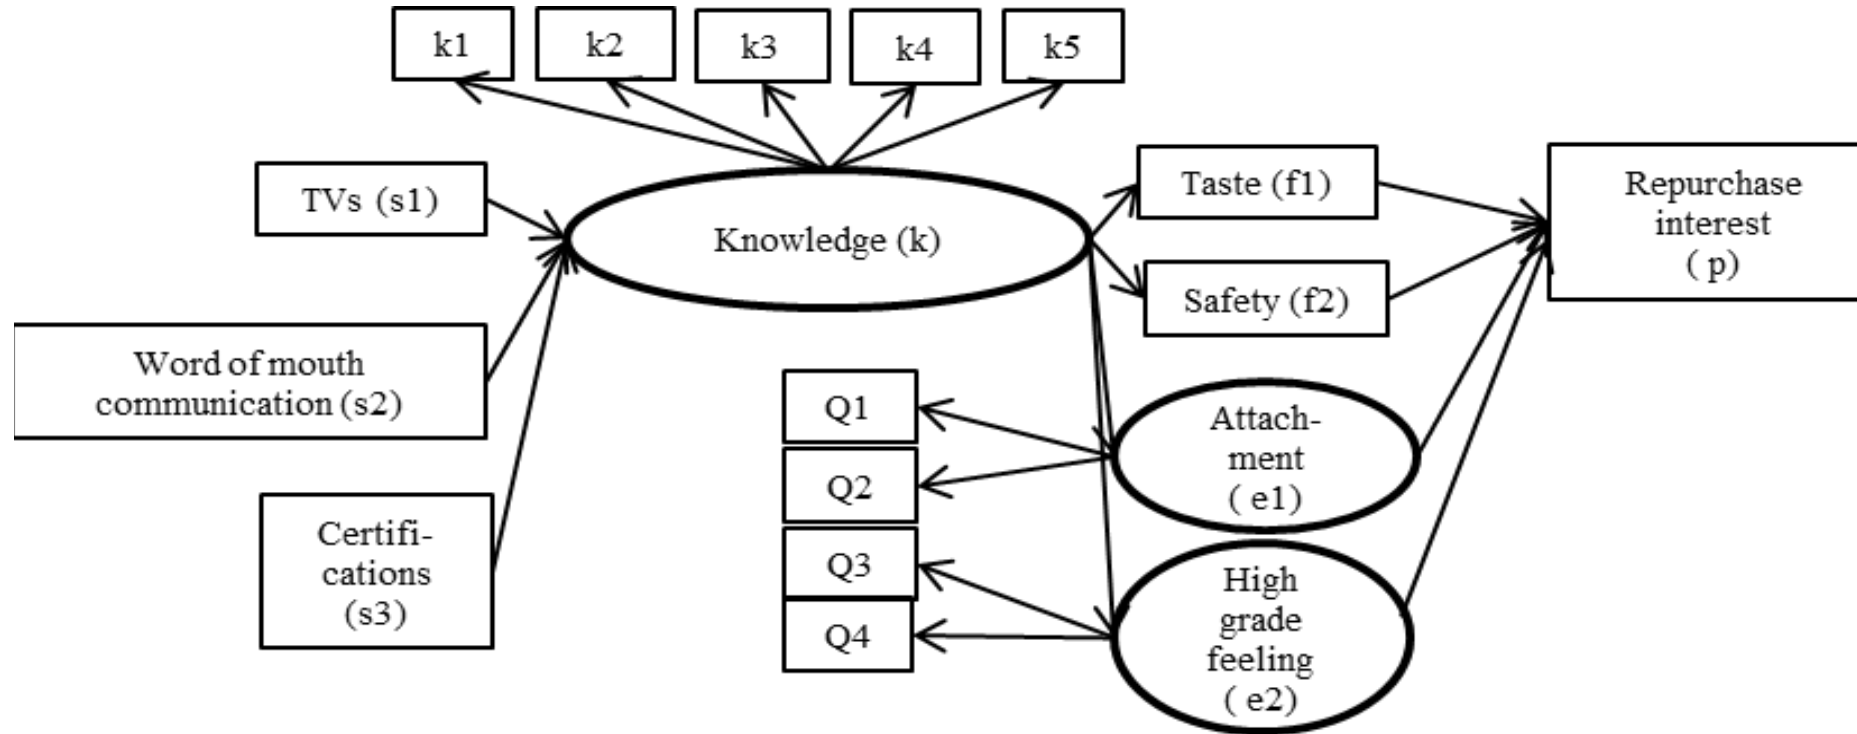 k1
k2
k3
k4
k5
TVs (s1)
Knowledge (k)
Taste (f1)
Repurchase
interest
( p)
Safety (f2)
Word of mouth
communication (s2)
Q1
Q2
Q3
Q4
Attach-
ment
( e1)
Certifi-
cations
(s3)
High
grade
feeling
( e2)